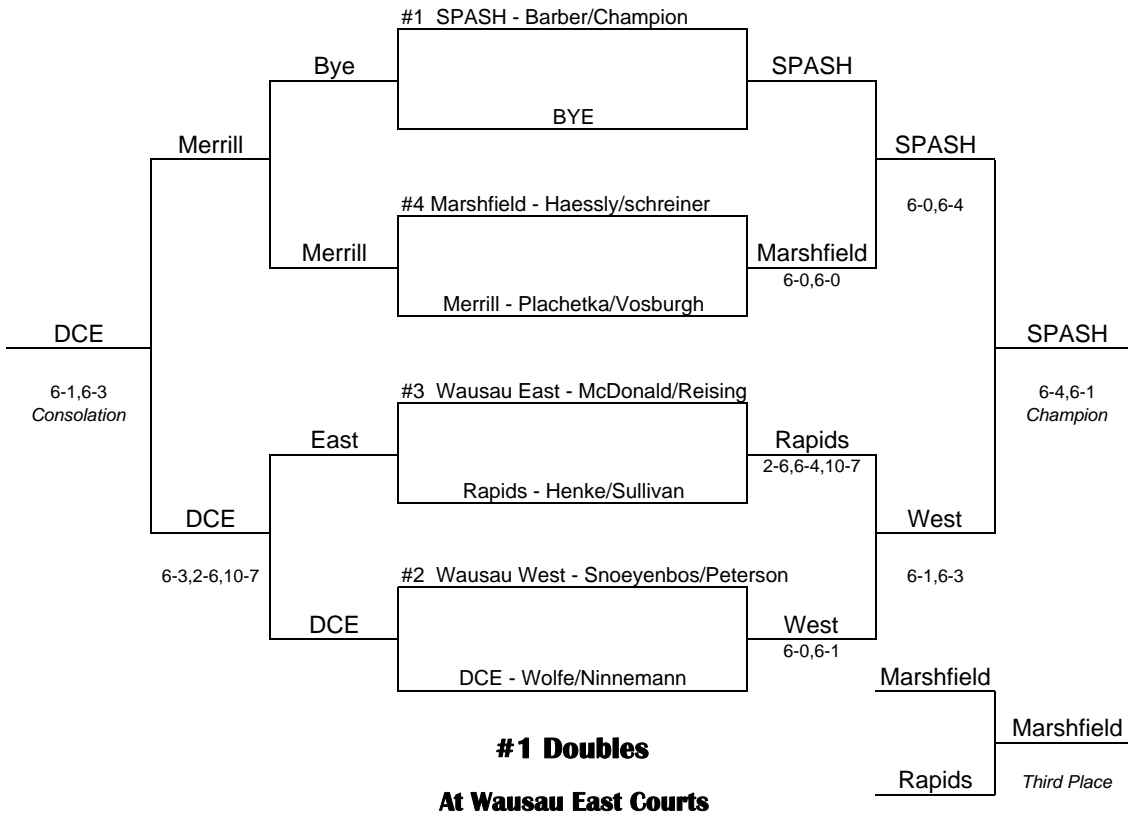 #1 SPASH - Barber/Champion
Bye
SPASH
BYE
Merrill
SPASH
#4 Marshfield - Haessly/schreiner
6-0,6-4
Merrill
Marshfield
6-0,6-0
Merrill - Plachetka/Vosburgh
DCE
SPASH
6-1,6-3
Consolation
#3 Wausau East - McDonald/Reising
6-4,6-1
Champion
East
Rapids
2-6,6-4,10-7
Rapids - Henke/Sullivan
DCE
West
6-3,2-6,10-7
#2 Wausau West - Snoeyenbos/Peterson
6-1,6-3
DCE
West
6-0,6-1
DCE - Wolfe/Ninnemann
Marshfield
#1 Doubles
Marshfield
Rapids
Third Place
At Wausau East Courts